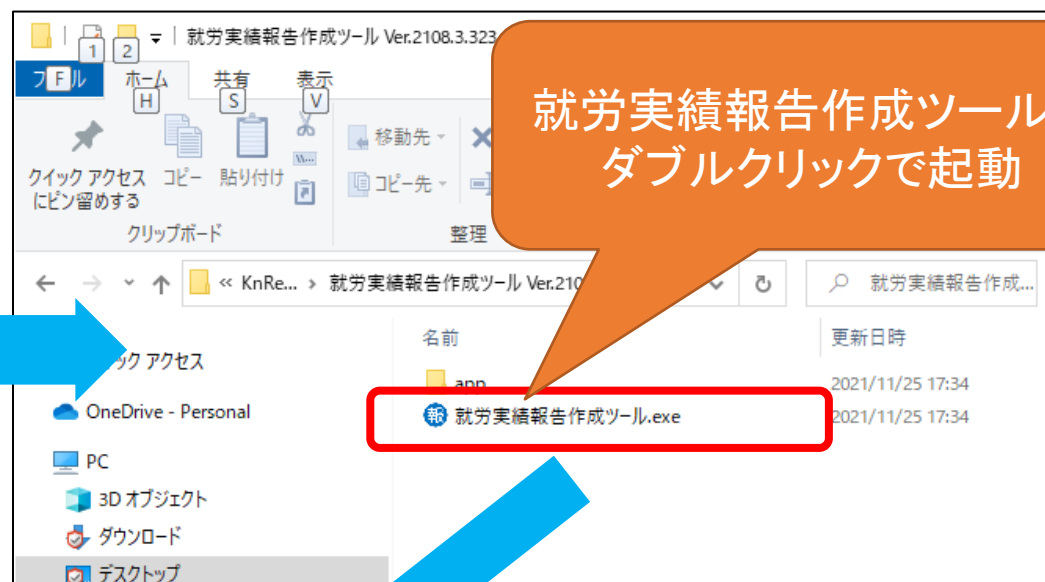 就労実績報告作成ツール Ver.2108.3.323
1 2
フ F ル ホーム 共有 表示
H S V
就労実績報告作成ツール
ダブルクリックで起動
クイック アクセス
にピン留めする
コピー
貼り付け
移動先
コピー先
クリップボード
整理
« KnRe... › 就労実績報告作成ツール Ver.210
就労実績報告作成...
名前 更新日時
ック アクセス
app 2021/11/25 17:34
OneDrive - Personal
就労実績報告作成ツール.exe 2021/11/25 17:34
PC
3D オブジェクト
ダウンロード
デスクトップ